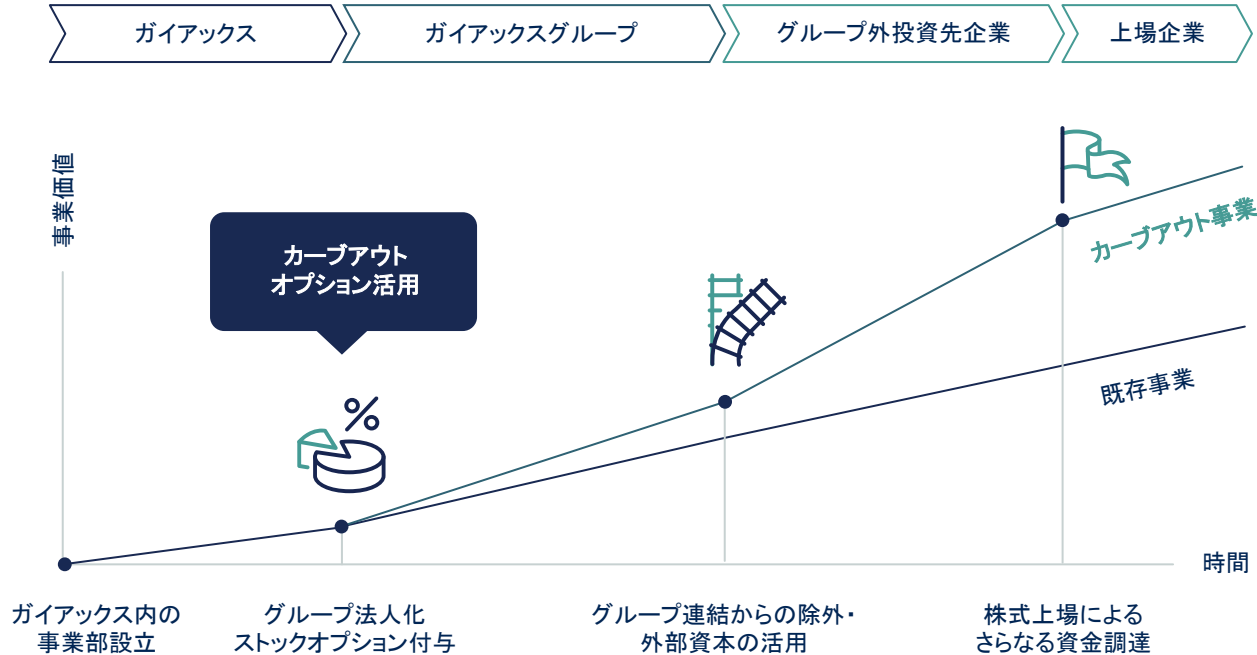 ガイアックス
ガイアックスグループ
グループ外投資先企業
上場企業
事業価値
カーブアウト
オプション活用
%
カーブアウト事業
既存事業
時間
ガイアックス内の
事業部設立
グループ法人化
ストックオプション付与
グループ連結からの除外・
外部資本の活用
株式上場による
さらなる資金調達